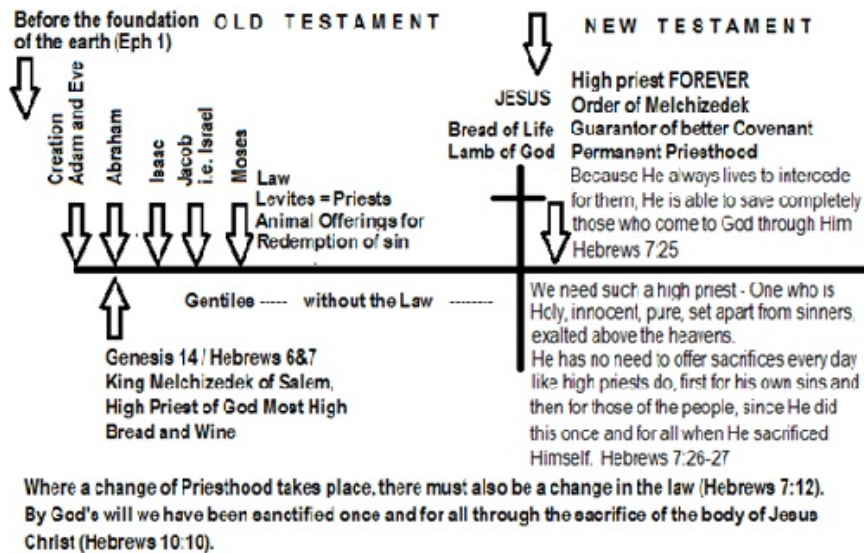 Before the foundation
of the earth (Eph 1)
OLD TESTAMENT
NEW TESTAMENT
Creation
Adam and Eve
Abraham
Isaac
Jacob
i.e. Israel
Moses
Law
Levites = Priests
Animal Offerings for
Redemption of sin
JESUS
Bread of Life
Lamb of God
High priest FOREVER
Order of Melchizedek
Guarantor of better Covenant
Permanent Priesthood
Because He always lives to intercede
for them, He is able to save completely
those who come to God through Him
Hebrews 7:25
Gentiles ----- without the Law --------
Genesis 14 / Hebrews 6&7
King Melchizedek of Salem,
High Priest of God Most High
Bread and Wine
We need such a high priest - One who is
Holy, innocent, pure, set apart from sinners,
exalted above the heavens.
He has no need to offer sacrifices every day
like high priests do, first for his own sins and
then for those of the people, since He did
this once and for all when He sacrificed
Himself. Hebrews 7:26-27
Where a change of Priesthood takes place, there must also be a change in the law (Hebrews 7:12).
By God's will we have been sanctified once and for all through the sacrifice of the body of Jesus
Christ (Hebrews 10:10).